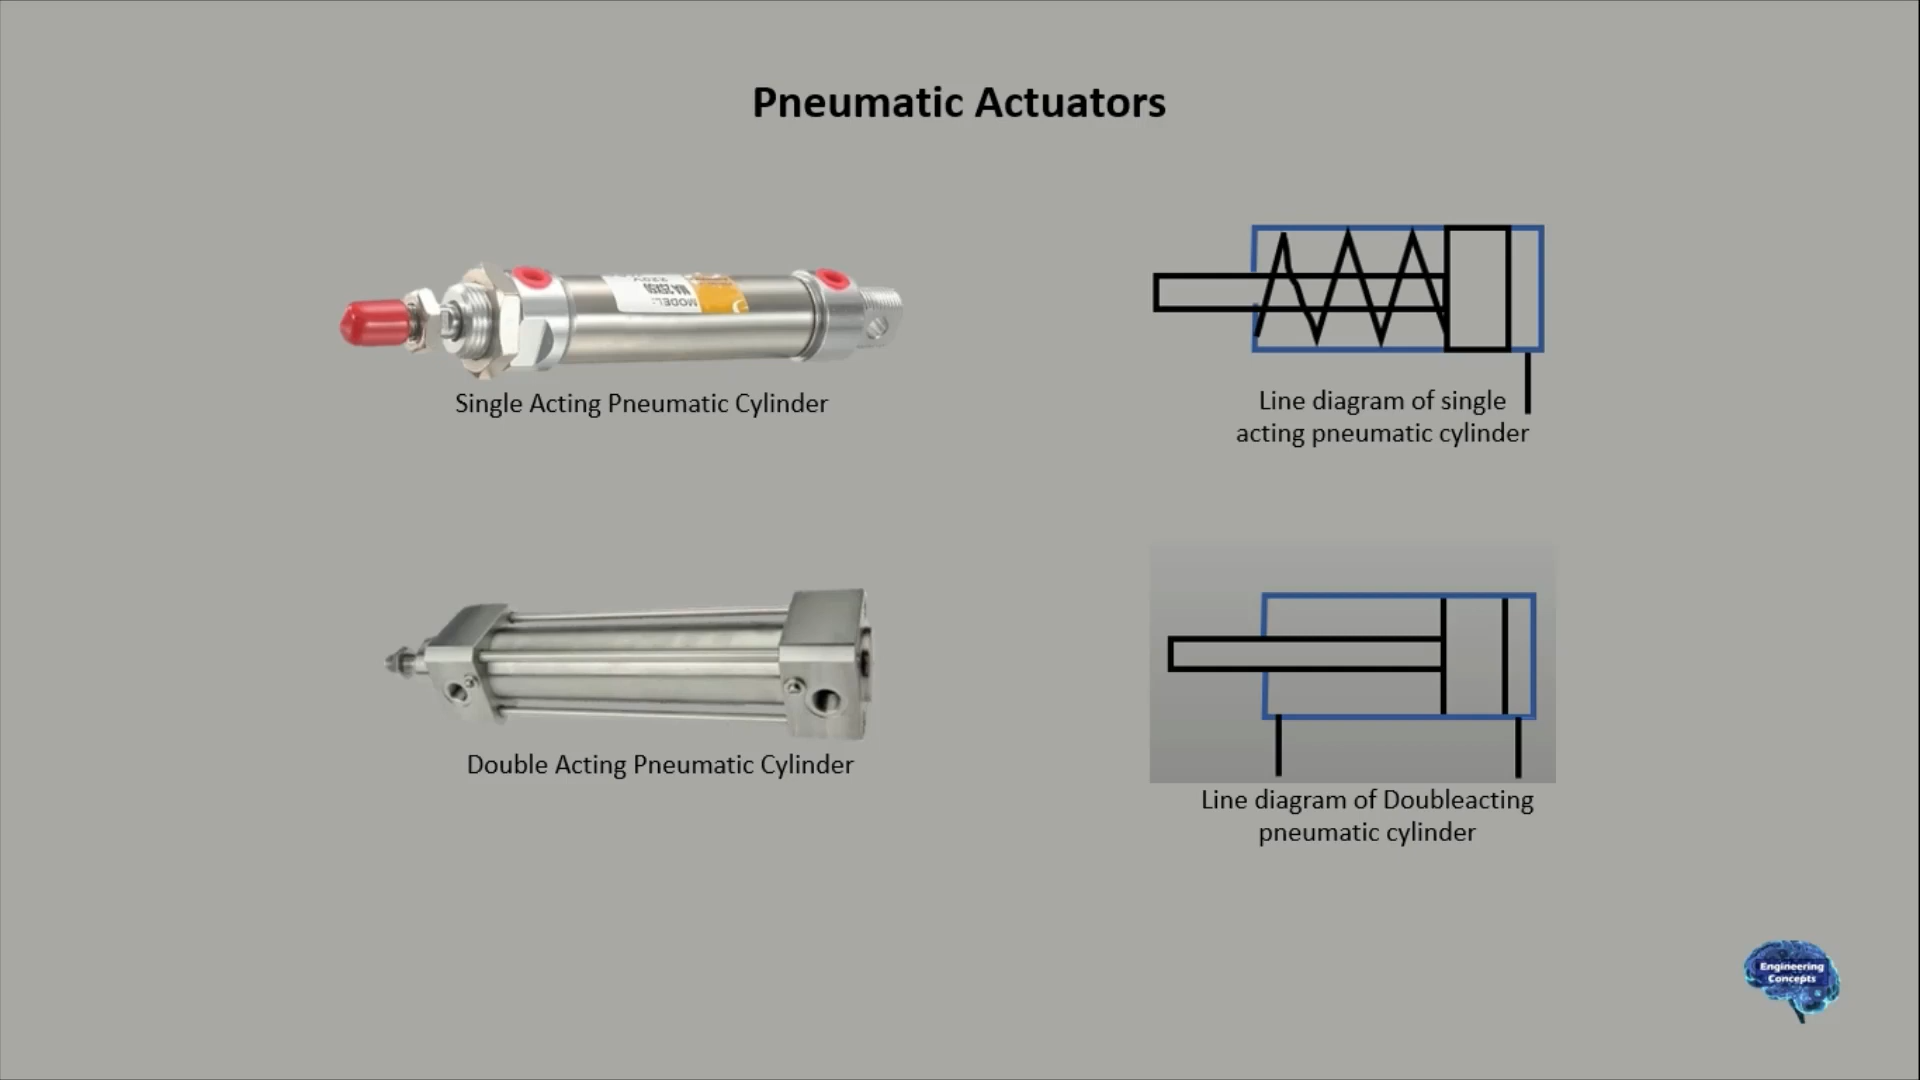 Pneumatic Actuators
MODEL:
Single Acting Pneumatic Cylinder
Line diagram of single
acting pneumatic cylinder
Double Acting Pneumatic Cylinder
Line diagram of Doubleacting
pneumatic cylinder
Engineering
Concepts